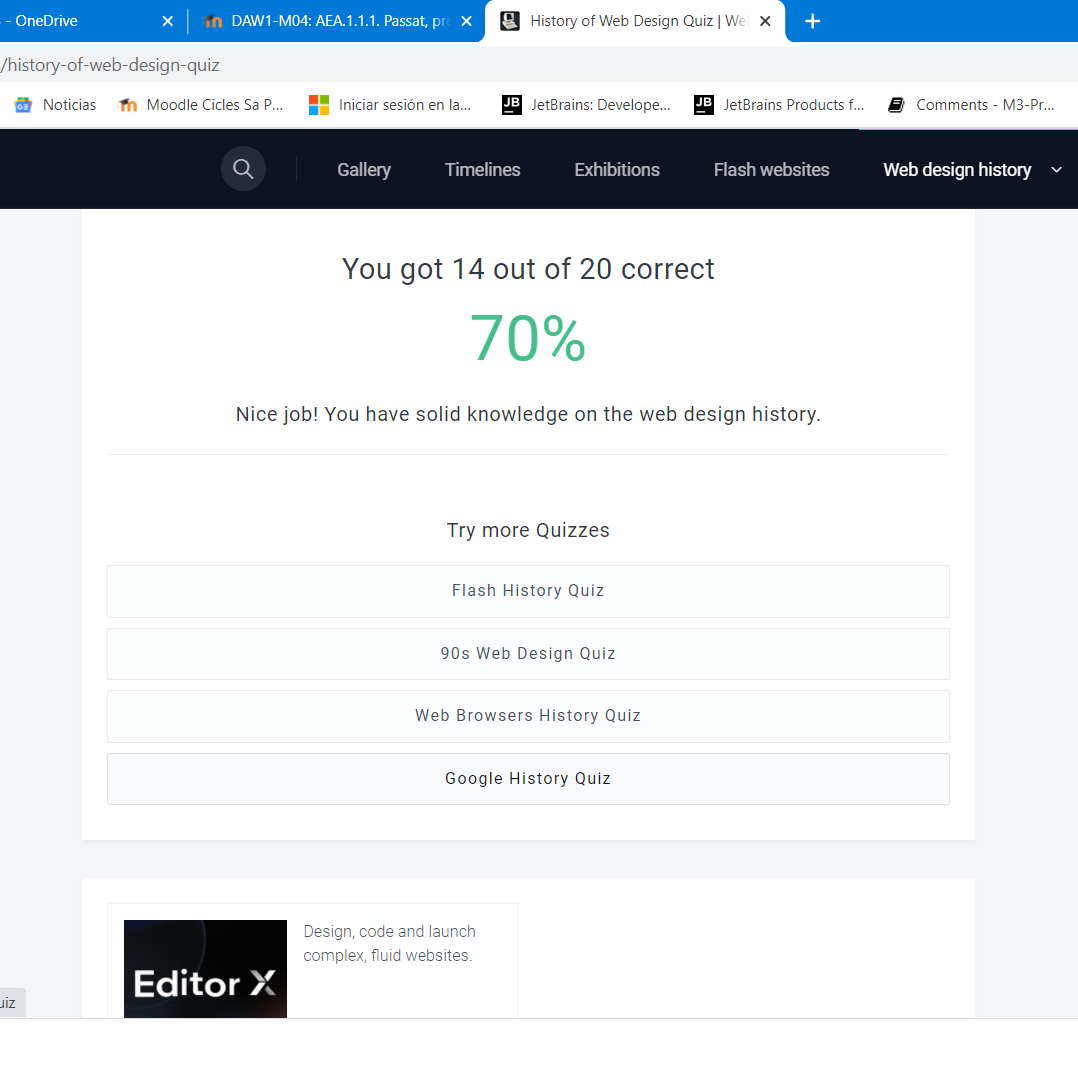 - OneDrive
DAW1-M04: AEA.1.1.1. Passat, pr
History of Web Design Quiz | We
/history-of-web-design-quiz
Noticias
Moodle Cicles Sa P...
Iniciar sesión en la...
JB JetBrains: Develope...
JB JetBrains Products f...
Comments - M3-Pr...
Gallery
Timelines
Exhibitions
Flash websites
Web design history
You got 14 out of 20 correct
70%
Nice job! You have solid knowledge on the web design history.
Try more Quizzes
Flash History Quiz
90s Web Design Quiz
Web Browsers History Quiz
Google History Quiz
Editor X
Design, code and launch
complex, fluid websites.
uiz